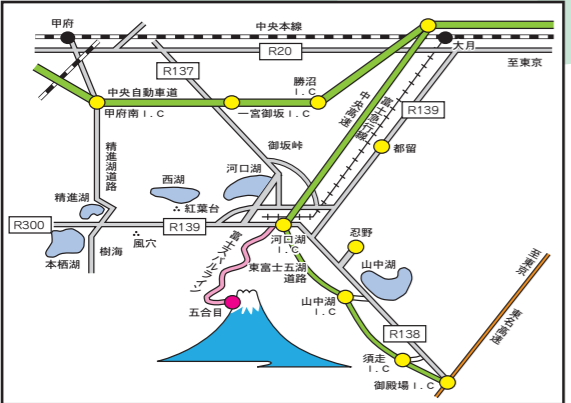 甲府
中央本線
大月
R20
至東京
R137
勝沼
I.C
中央自動車道
甲府南I.C
一宮御坂I.C
中央高速
富士急行線
R139
都留
御坂峠
精進湖道路
河口湖
西湖
精進湖
紅葉台
R300
R139
風穴
本栖湖
樹海
河口湖
I.C
忍野
富士スバルライン
東富士五湖
道路
山中湖
至東京
東名高速
五合目
山中湖
I.C
R138
須走
I.C
御殿場I.C